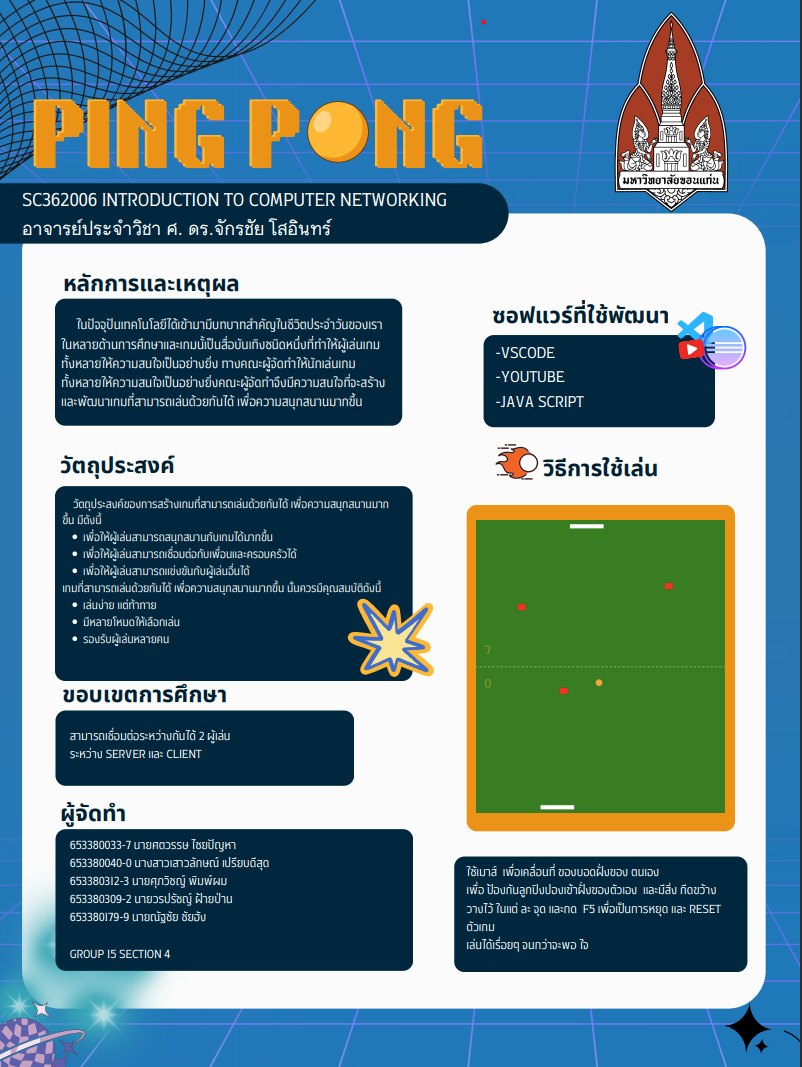 PING PONG
มหาวิทยาลัยขอนแก่น
SC362006 INTRODUCTION TO COMPUTER NETWORKING
อาจารย์ประจำวิชา ศ. ดร.จักรชัย โสอินทร์
หลักการและเหตุผล
ในปัจจุปันเทคโนโลยีได้เข้ามามีบทบาทสำคัญในชีวิตประจำวันของเรา
ในหลายด้านการศึกษาและเกมน์เป็นสื่อบันเทิงชนิดหนึ่งที่ทำให้ผู้เล่นเกม
ทั้งหลายให้ความสนใจเป็นอย่างยิ่ง ทางคณะผู้จัดทำให้นักเล่นเกม
ทั้งหลายให้ความสนใจเป็นอย่างยิ่งคณะผู้จัดทำจึงมีความสนใจที่จะสร้าง
และพัฒนาเกมที่สามารถเล่นด้วยกันได้ เพื่อความสนุกสนานมากขึ้น
วัตถุประสงค์
วัตถุประสงค์ของการสร้างเกมที่สามารถเล่นด้วยกันได้ เพื่อความสนุกสนานมาก
ขึ้น มีดังนี้
เพื่อให้ผู้เล่นสามารถสนุกสนานกับเกมได้มากขึ้น
เพื่อให้ผู้เล่นสามารถเชื่อมต่อกับเพื่อนและครอบครัวได้
เพื่อให้ผู้เล่นสามารถแข่งขันกับผู้เล่นอื่นได้
เกมที่สามารถเล่นด้วยกันได้ เพื่อความสนุกสนานมากขึ้น นั้นควรมีคุณสมบัติดังนี้
เล่นง่าย แต่ท้าทาย
มีหลายโหมดให้เลือกเล่น
รองรับผู้เล่นหลายคน
ขอบเขตการศึกษา
สามารถเชื่อมต่อระหว่างกันได้ 2 ผู้เล่น
ระหว่าง SERVER และ CLIENT
ผู้จัดทำ
653380033-7 นายศตวรรษ ไชยปัญหา
653380040-0 นางสาวเสาวลักษณ์ เปรียบดีสุด
653380312-3 นายศุภวิชญ์ พิมพ์ผม
653380309-2 นายวรปรัชญ์ ฝ้ายป่าน
653380179-9 นายณัฐชัย ชัยฮัง
GROUP 15 SECTION 4
ซอฟแวร์ที่ใช้พัฒนา
-VSCODE
-YOUTUBE
-JAVA SCRIPT
วิธีการใช้เล่น
7
0
ใช้เมาส์ เพื่อเคลื่อนที่ ของบอดฝั่งของ ตนเอง
เพื่อ ป้องกันลูกปิงปองเข้าฝั่งของตัวเอง และมีสิ่ง กีดขว้าง
วางไว้ ในแต่ ละ จุด และกด F5 เพื่อเป็นการหยุด และ RESET
ตัวเกม
เล่นได้เรื่อยๆ จนกว่าจะพอ ใจ